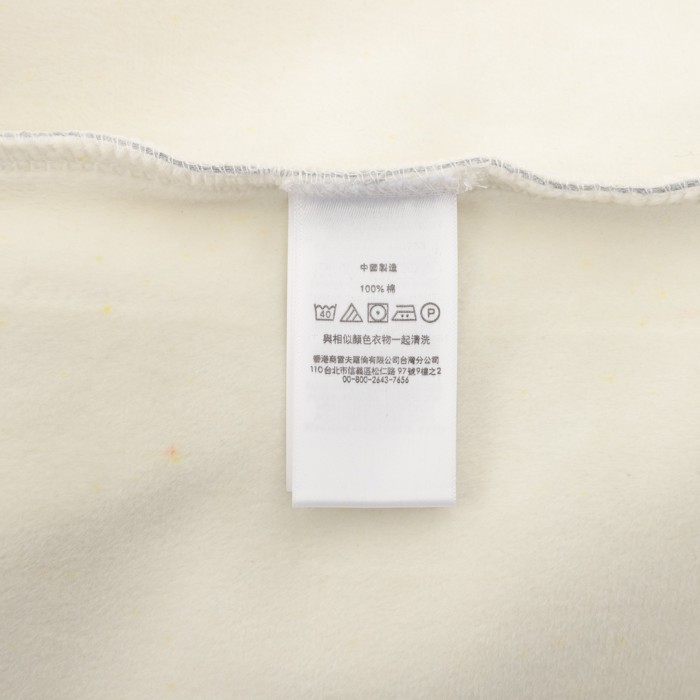 中國製造
100% 棉
40 P
與相似顏色衣物一起清洗
香港商雷夫羅倫有限公司台灣分公司
110台北市信義區松仁路 97號9樓之2
00-800-2643-7656